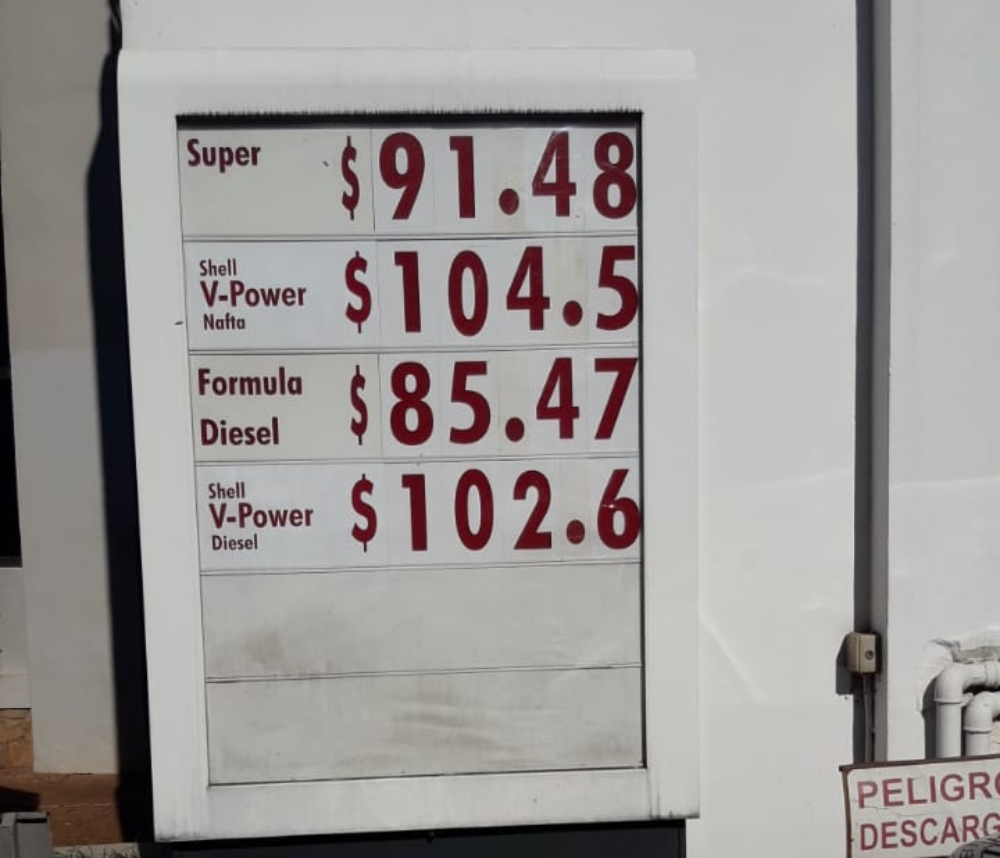 Super $ 91.48
Shell
V-Power $ 104.5
Nafta
Formula $ 85.47
Diesel
Shell
V-Power $ 102.6
Diesel
PELIGRO
DESCARG